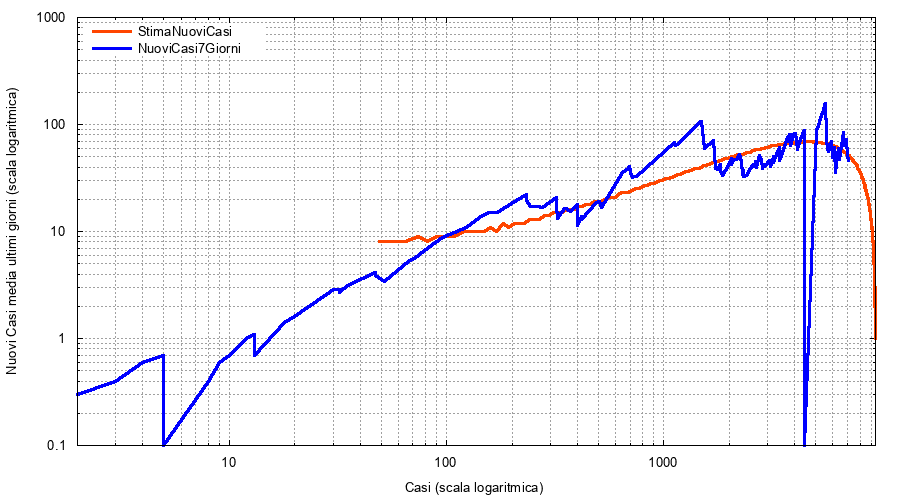 1000
StimaNuoviCasi
NuoviCasi7Giorni
100
10
1
0.1
Nuovi Casi media ultimi giorni (scala logaritmica)
10
100
1000
Casi (scala logaritmica)